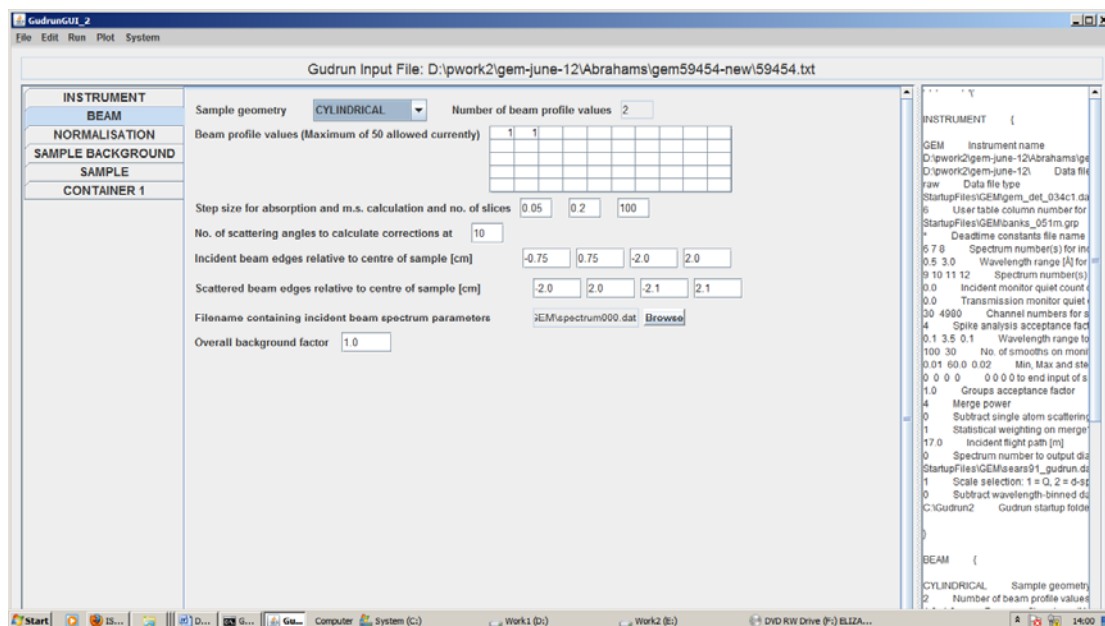 GudrunGUI_2
File Edit Run Plot System
Gudrun Input File: D:\pwork2\gem-june-12\Abrahams\gem59454-new\59454.txt
INSTRUMENT
BEAM
NORMALISATION
SAMPLE BACKGROUND
SAMPLE
CONTAINER 1
Sample geometry CYLINDRICAL Number of beam profile values 2
Beam profile values (Maximum of 50 allowed currently) 1 1
Step size for absorption and m.s. calculation and no. of slices 0.05 0.2 100
No. of scattering angles to calculate corrections at 10
Incident beam edges relative to centre of sample [cm] -0.75 0.75 -2.0 2.0
Scattered beam edges relative to centre of sample [cm] -2.0 2.0 -2.1 2.1
Filename containing incident beam spectrum parameters GEM\spectrum000.dat Browse
Overall background factor 1.0
INSTRUMENT {
GEM Instrument name
D:\pwork2\gem-june-12\Abrahams\ge
D:\pwork2\gem-june-12\ Data file
raw Data file type
StartupFiles\GEM\gem_det_034c1.da
6 User table column number for
StartupFiles\GEM\banks_051m.grp
* Deadtime constants file name
6 7 8 Spectrum number(s) for inc
0.5 3.0 Wavelength range [Å] for
9 10 11 12 Spectrum number(s)
0.0 Incident monitor quiet count
0.0 Transmission monitor quiet
30 4980 Channel numbers for s
4 Spike analysis acceptance fact
0.1 3.5 0.1 Wavelength range to
100 30 No. of smooths on moni
0.01 60.0 0.02 Min, Max and ste
0 0 0 0 0 0 0 0 to end input of s
1.0 Groups acceptance factor
4 Merge power
0 Subtract single atom scattering
1 Statistical weighting on merge
17.0 Incident flight path [m]
0 Spectrum number to output dia
StartupFiles\GEM\sears91_gudrun.da
1 Scale selection: 1 = Q, 2 = d-sp
0 Subtract wavelength-binned da
C:\Gudrun2 Gudrun startup folde
}
BEAM {
CYLINDRICAL Sample geometry
2 Number of beam profile values
Start IS... D... G... Gu... Computer System (C:) Work1 (D:) Work2 (E:) DVD RW Drive (F:) ELIZA... 14:00